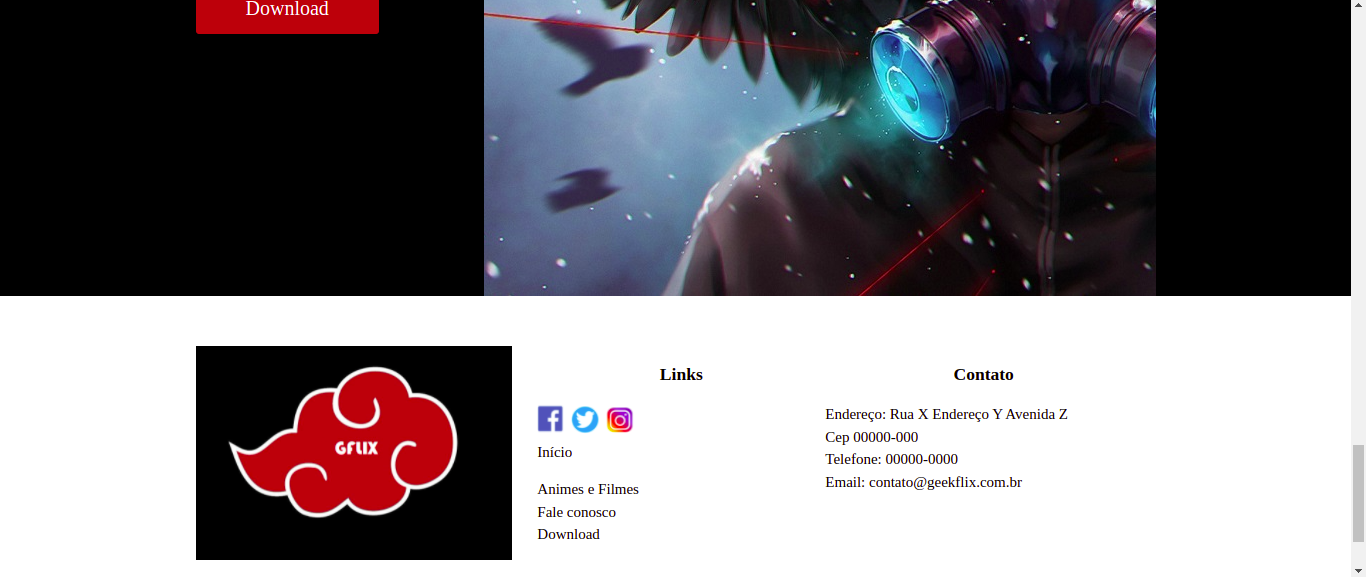 Download
GFLIX
Links
Início
Animes e Filmes
Fale conosco
Download
Contato
Endereço: Rua X Endereço Y Avenida Z
Cep 00000-000
Telefone: 00000-0000
Email: contato@geekflix.com.br